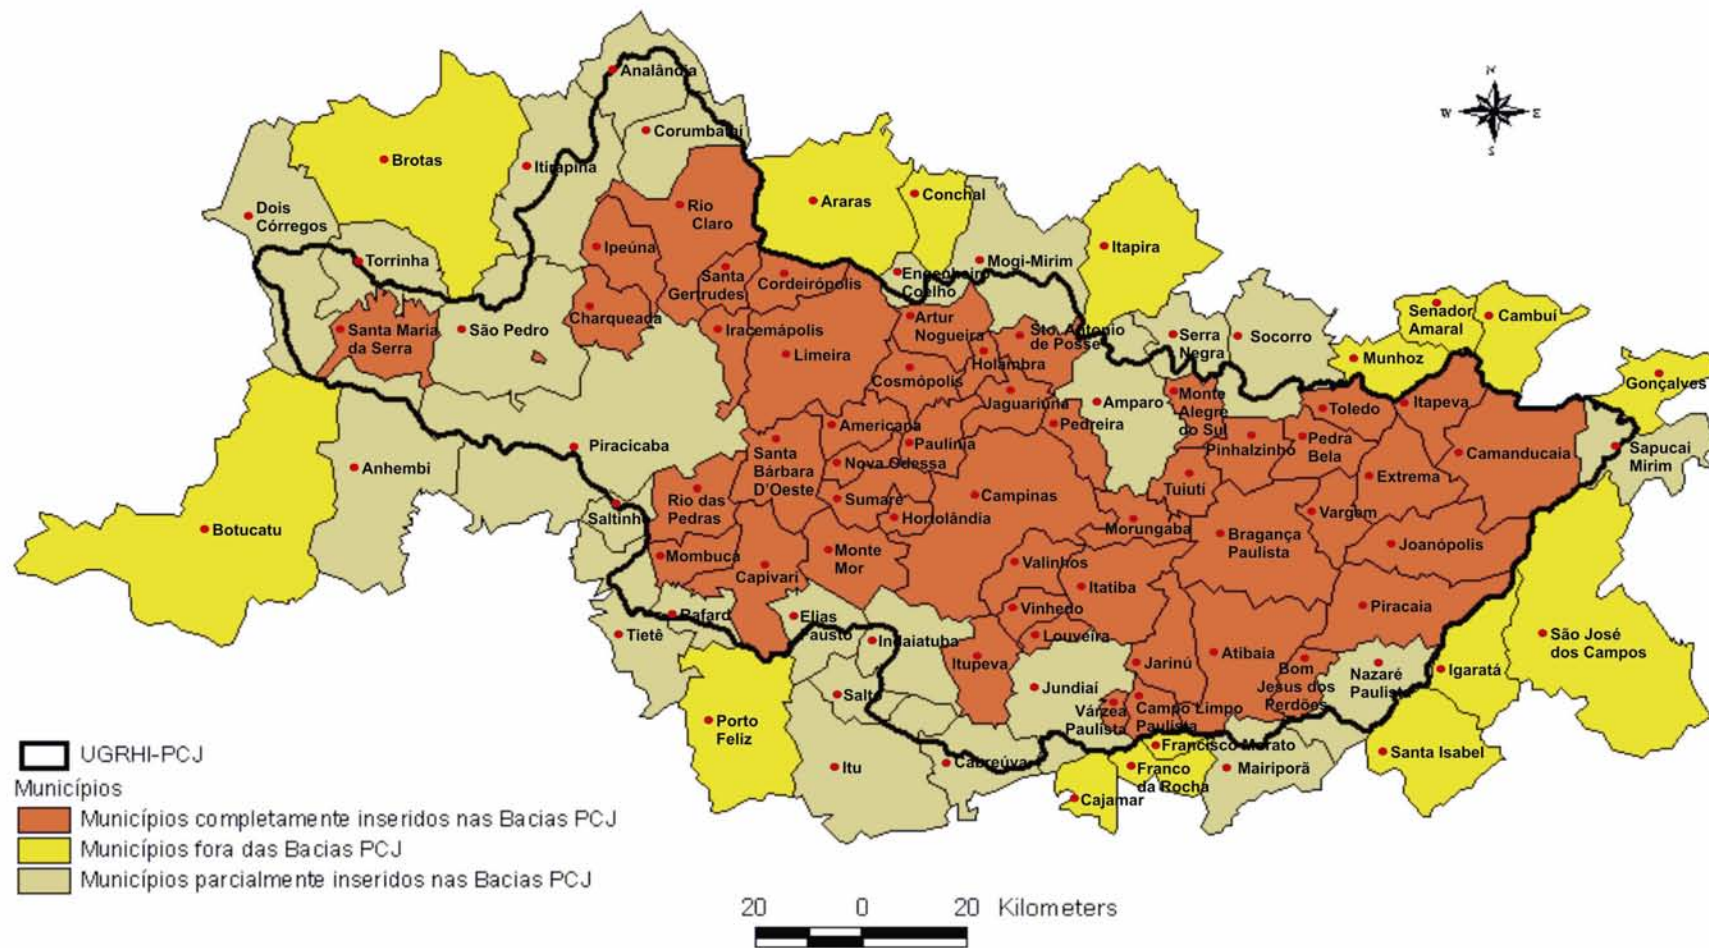 N
W
E
S
Analândia
Corumbataí
Brotas
Itirapina
Araras
Conchal
Dois
Córregos
Rio
Claro
Ipeúna
Itapira
Torrinha
Mogi-Mirim
Engenheiro
Coelho
Santa
Gertrudes
Cordeirópolis
Charqueada
Santa Maria
da Serra
São Pedro
Iracemápolis
Limeira
Artur
Nogueira
Sto. Antonio
de Posse
Holambra
Serra
Negra
Socorro
Senador
Amaral
Cambuí
Munhoz
Gonçalves
Cosmópolis
Jaguariúna
Amparo
Monte
Alegre
do Sul
Toledo
Itapeva
Americana
Paulínia
Pedreira
Pinhalzinho
Pedra
Bela
Camanducaia
Sapucai
Mirim
Piracicaba
Santa
Bárbara
D'Oeste
Nova Odessa
Anhembi
Sumaré
Campinas
Tuiuti
Extrema
Rio das
Pedras
Saltinho
Hortolândia
Morungaba
Vargem
Botucatu
Bragança
Paulista
Joanópolis
Mombuca
Capivari
Monte
Mor
Valinhos
Itatiba
Vinhedo
Piracaia
Rafard
Elias
Fausto
Tietê
Indaiatuba
Louveira
São José
dos Campos
Itupeva
Jarinú
Atibaia
Bom
Jesus dos
Perdões
Nazaré
Paulista
Igaratá
Salto
Jundiaí
Várzea
Paulista
Campo Limpo
Paulista
Porto
Feliz
Francisco Morato
Santa Isabel
Itu
Cabreúva
Franco
da Rocha
Mairiporã
Cajamar
UGRHI-PCJ
Municípios
Municípios completamente inseridos nas Bacias PCJ
Municípios fora das Bacias PCJ
Municípios parcialmente inseridos nas Bacias PCJ
20 0 20 Kilometers